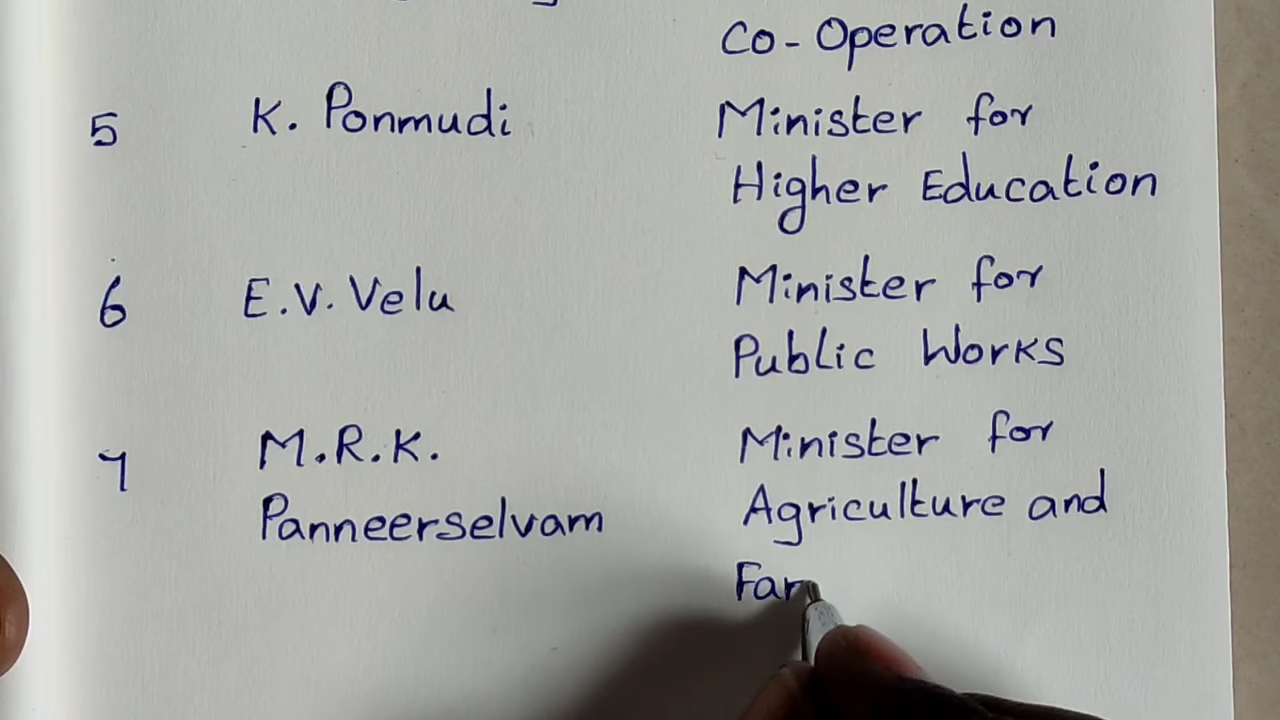 Co-Operation
5 K. Ponmudi Minister for
Higher Education
6 E.V. Velu Minister for
Public Works
7 M.R.K. Minister for
Panneerselvam Agriculture and
Far